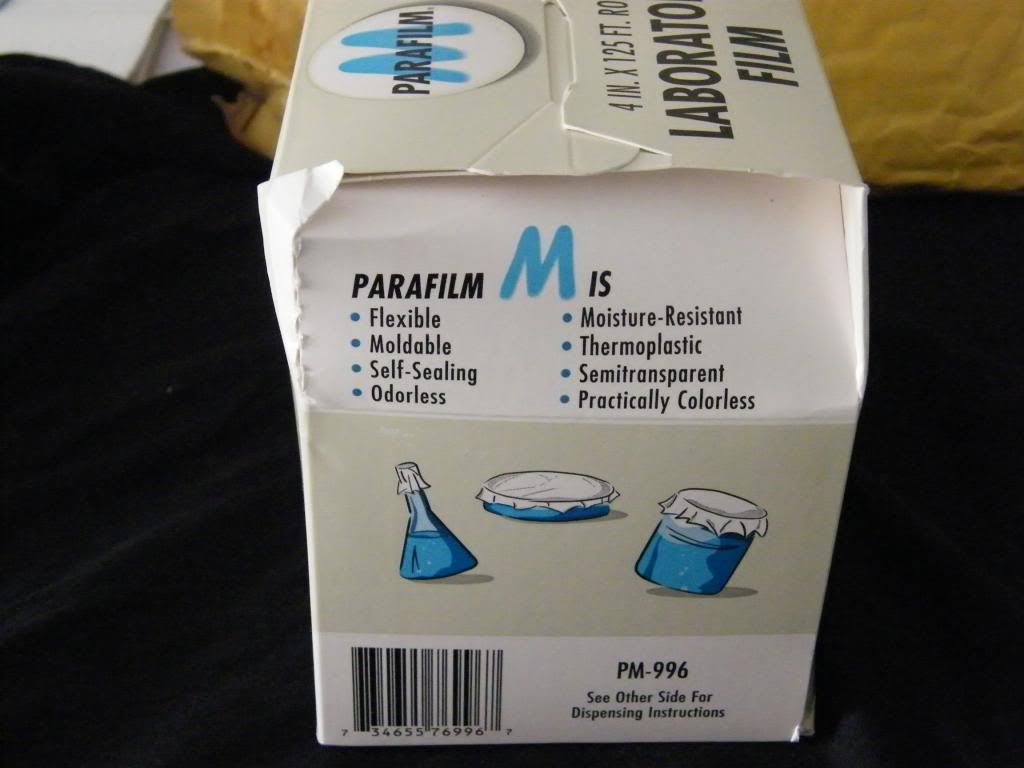 PARAFILM
M
4 IN. X 125 FT. RO
LABORATO
FILM
PARAFILM M IS
• Flexible
• Moldable
• Self-Sealing
• Odorless
• Moisture-Resistant
• Thermoplastic
• Semitransparent
• Practically Colorless
7 34655 76996 7
PM-996
See Other Side For
Dispensing Instructions